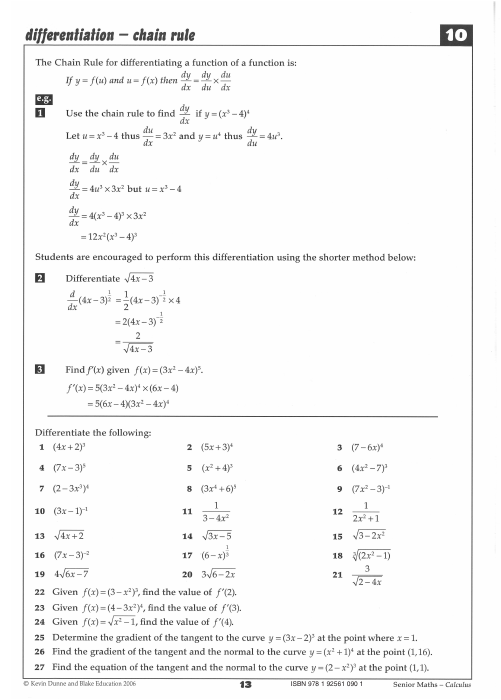 differentiation – chain rule 10
The Chain Rule for differentiating a function of a function is:
If y = f(u) and u = f(x) then dy/dx = dy/du × du/dx
e.g.
1 Use the chain rule to find dy/dx if y = (x³ – 4)⁴
Let u = x³ – 4 thus du/dx = 3x² and y = u⁴ thus dy/du = 4u³.
dy/dx = dy/du × du/dx
dy/dx = 4u³ × 3x² but u = x³ – 4
dy/dx = 4(x³ – 4)³ × 3x²
= 12x²(x³ – 4)³
Students are encouraged to perform this differentiation using the shorter method below:
2 Differentiate √(4x – 3)
d/dx (4x – 3)^(1/2) = 1/2 (4x – 3)^(–1/2) × 4
= 2(4x – 3)^(–1/2)
= 2/√(4x – 3)
3 Find f'(x) given f(x) = (3x² – 4x)⁵.
f'(x) = 5(3x² – 4x)⁴ × (6x – 4)
= 5(6x – 4)(3x² – 4x)⁴
Differentiate the following:
1 (4x + 2)³ 2 (5x + 3)⁴ 3 (7 – 6x)⁴
4 (7x – 3)⁵ 5 (x² + 4)³ 6 (4x² – 7)³
7 (2 – 3x³)⁴ 8 (3x⁴ + 6)⁵ 9 (7x² – 3)⁻¹
10 (3x – 1)⁻¹ 11 1/(3 – 4x²) 12 1/(2x² + 1)
13 √(4x + 2) 14 √(3x – 5) 15 √(3 – 2x²)
16 (7x – 3)⁻² 17 (6 – x)^(1/3) 18 ∛(2x² – 1)
19 4√(6x – 7) 20 3√(6 – 2x) 21 3/√(2 – 4x)
22 Given f(x) = (3 – x²)³, find the value of f'(2).
23 Given f(x) = (4 – 3x²)⁴, find the value of f'(3).
24 Given f(x) = √(x² – 1), find the value of f'(4).
25 Determine the gradient of the tangent to the curve y = (3x – 2)³ at the point where x = 1.
26 Find the gradient of the tangent and the normal to the curve y = (x² + 1)⁴ at the point (1, 16).
27 Find the equation of the tangent and the normal to the curve y = (2 – x²)³ at the point (1, 1).
© Kevin Dunne and Blake Education 2006 13 ISBN 978 1 92561 090 1 Senior Maths – Calculus